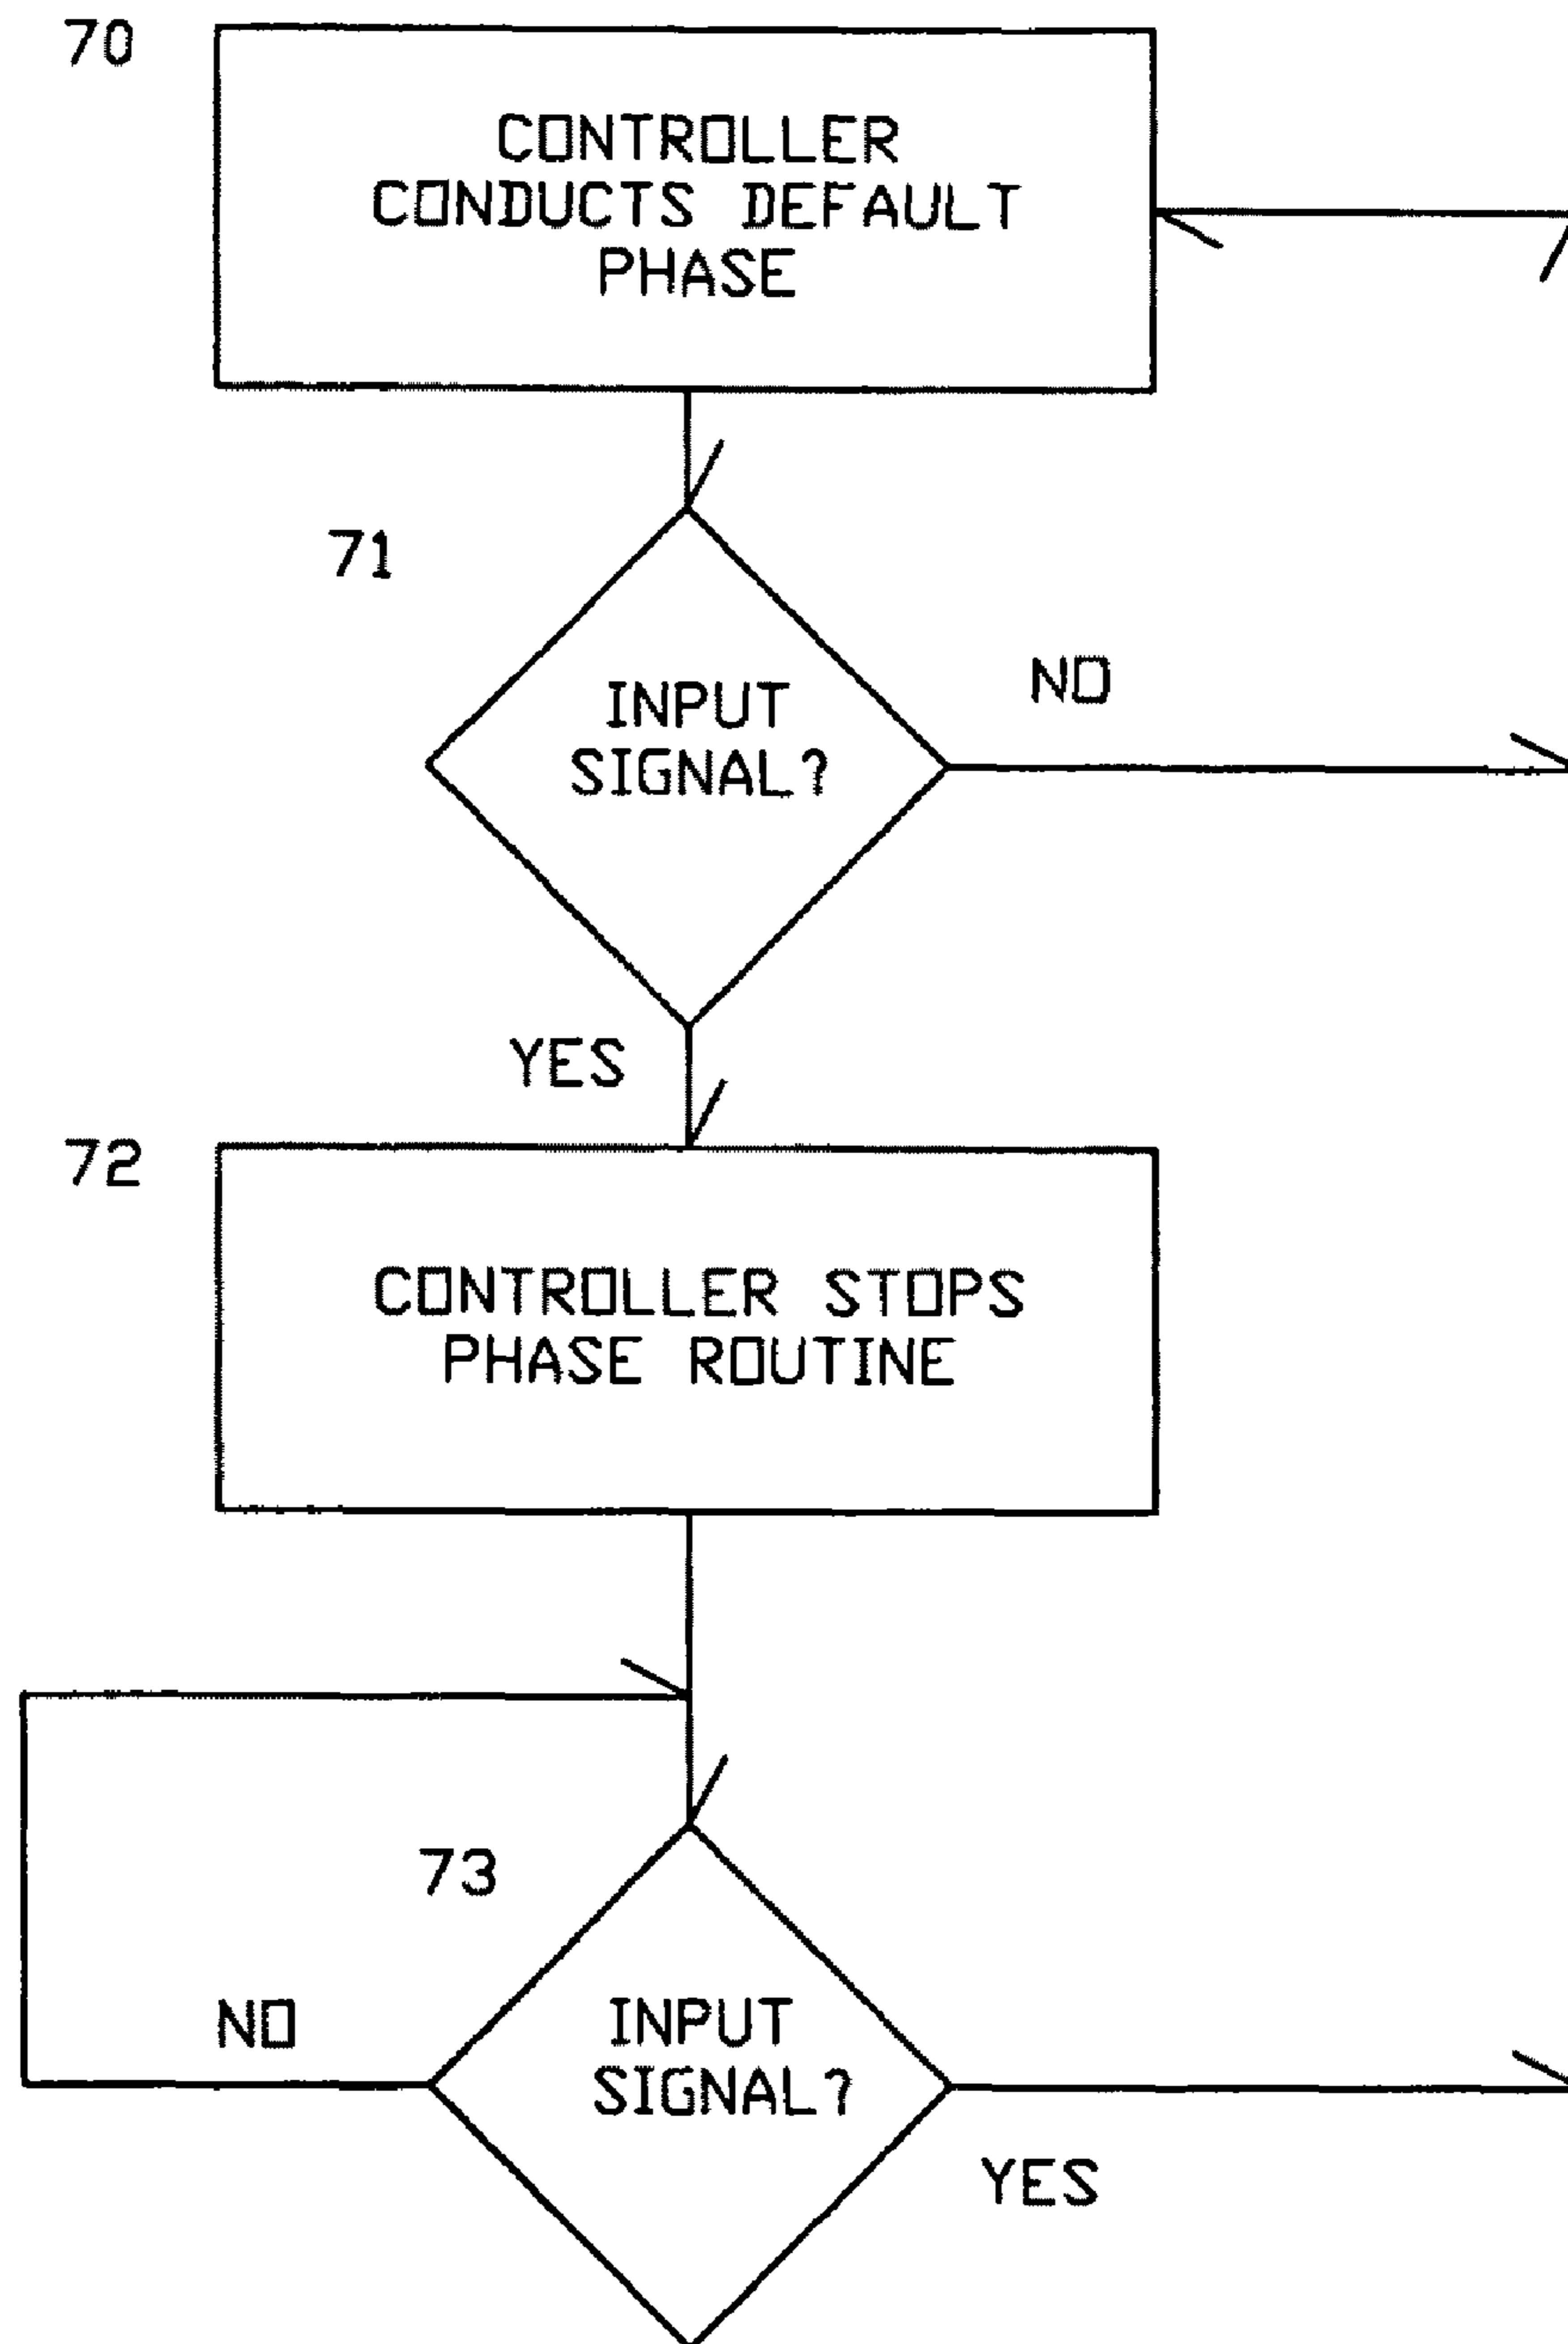 70
CONTROLLER
CONDUCTS DEFAULT
PHASE
71
INPUT
SIGNAL?
NO
YES
72
CONTROLLER STOPS
PHASE ROUTINE
73
INPUT
SIGNAL?
NO
YES